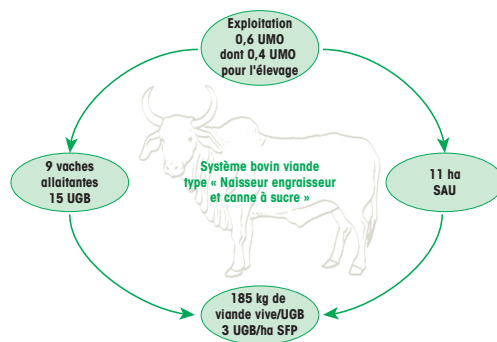 Exploitation
0,6 UMO
dont 0,4 UMO
pour l'élevage
9 vaches
allaitantes
15 UGB
Système bovin viande
type « Naisseur engraisseur
et canne à sucre »
11 ha
SAU
185 kg de
viande vive/UGB
3 UGB/ha SFP